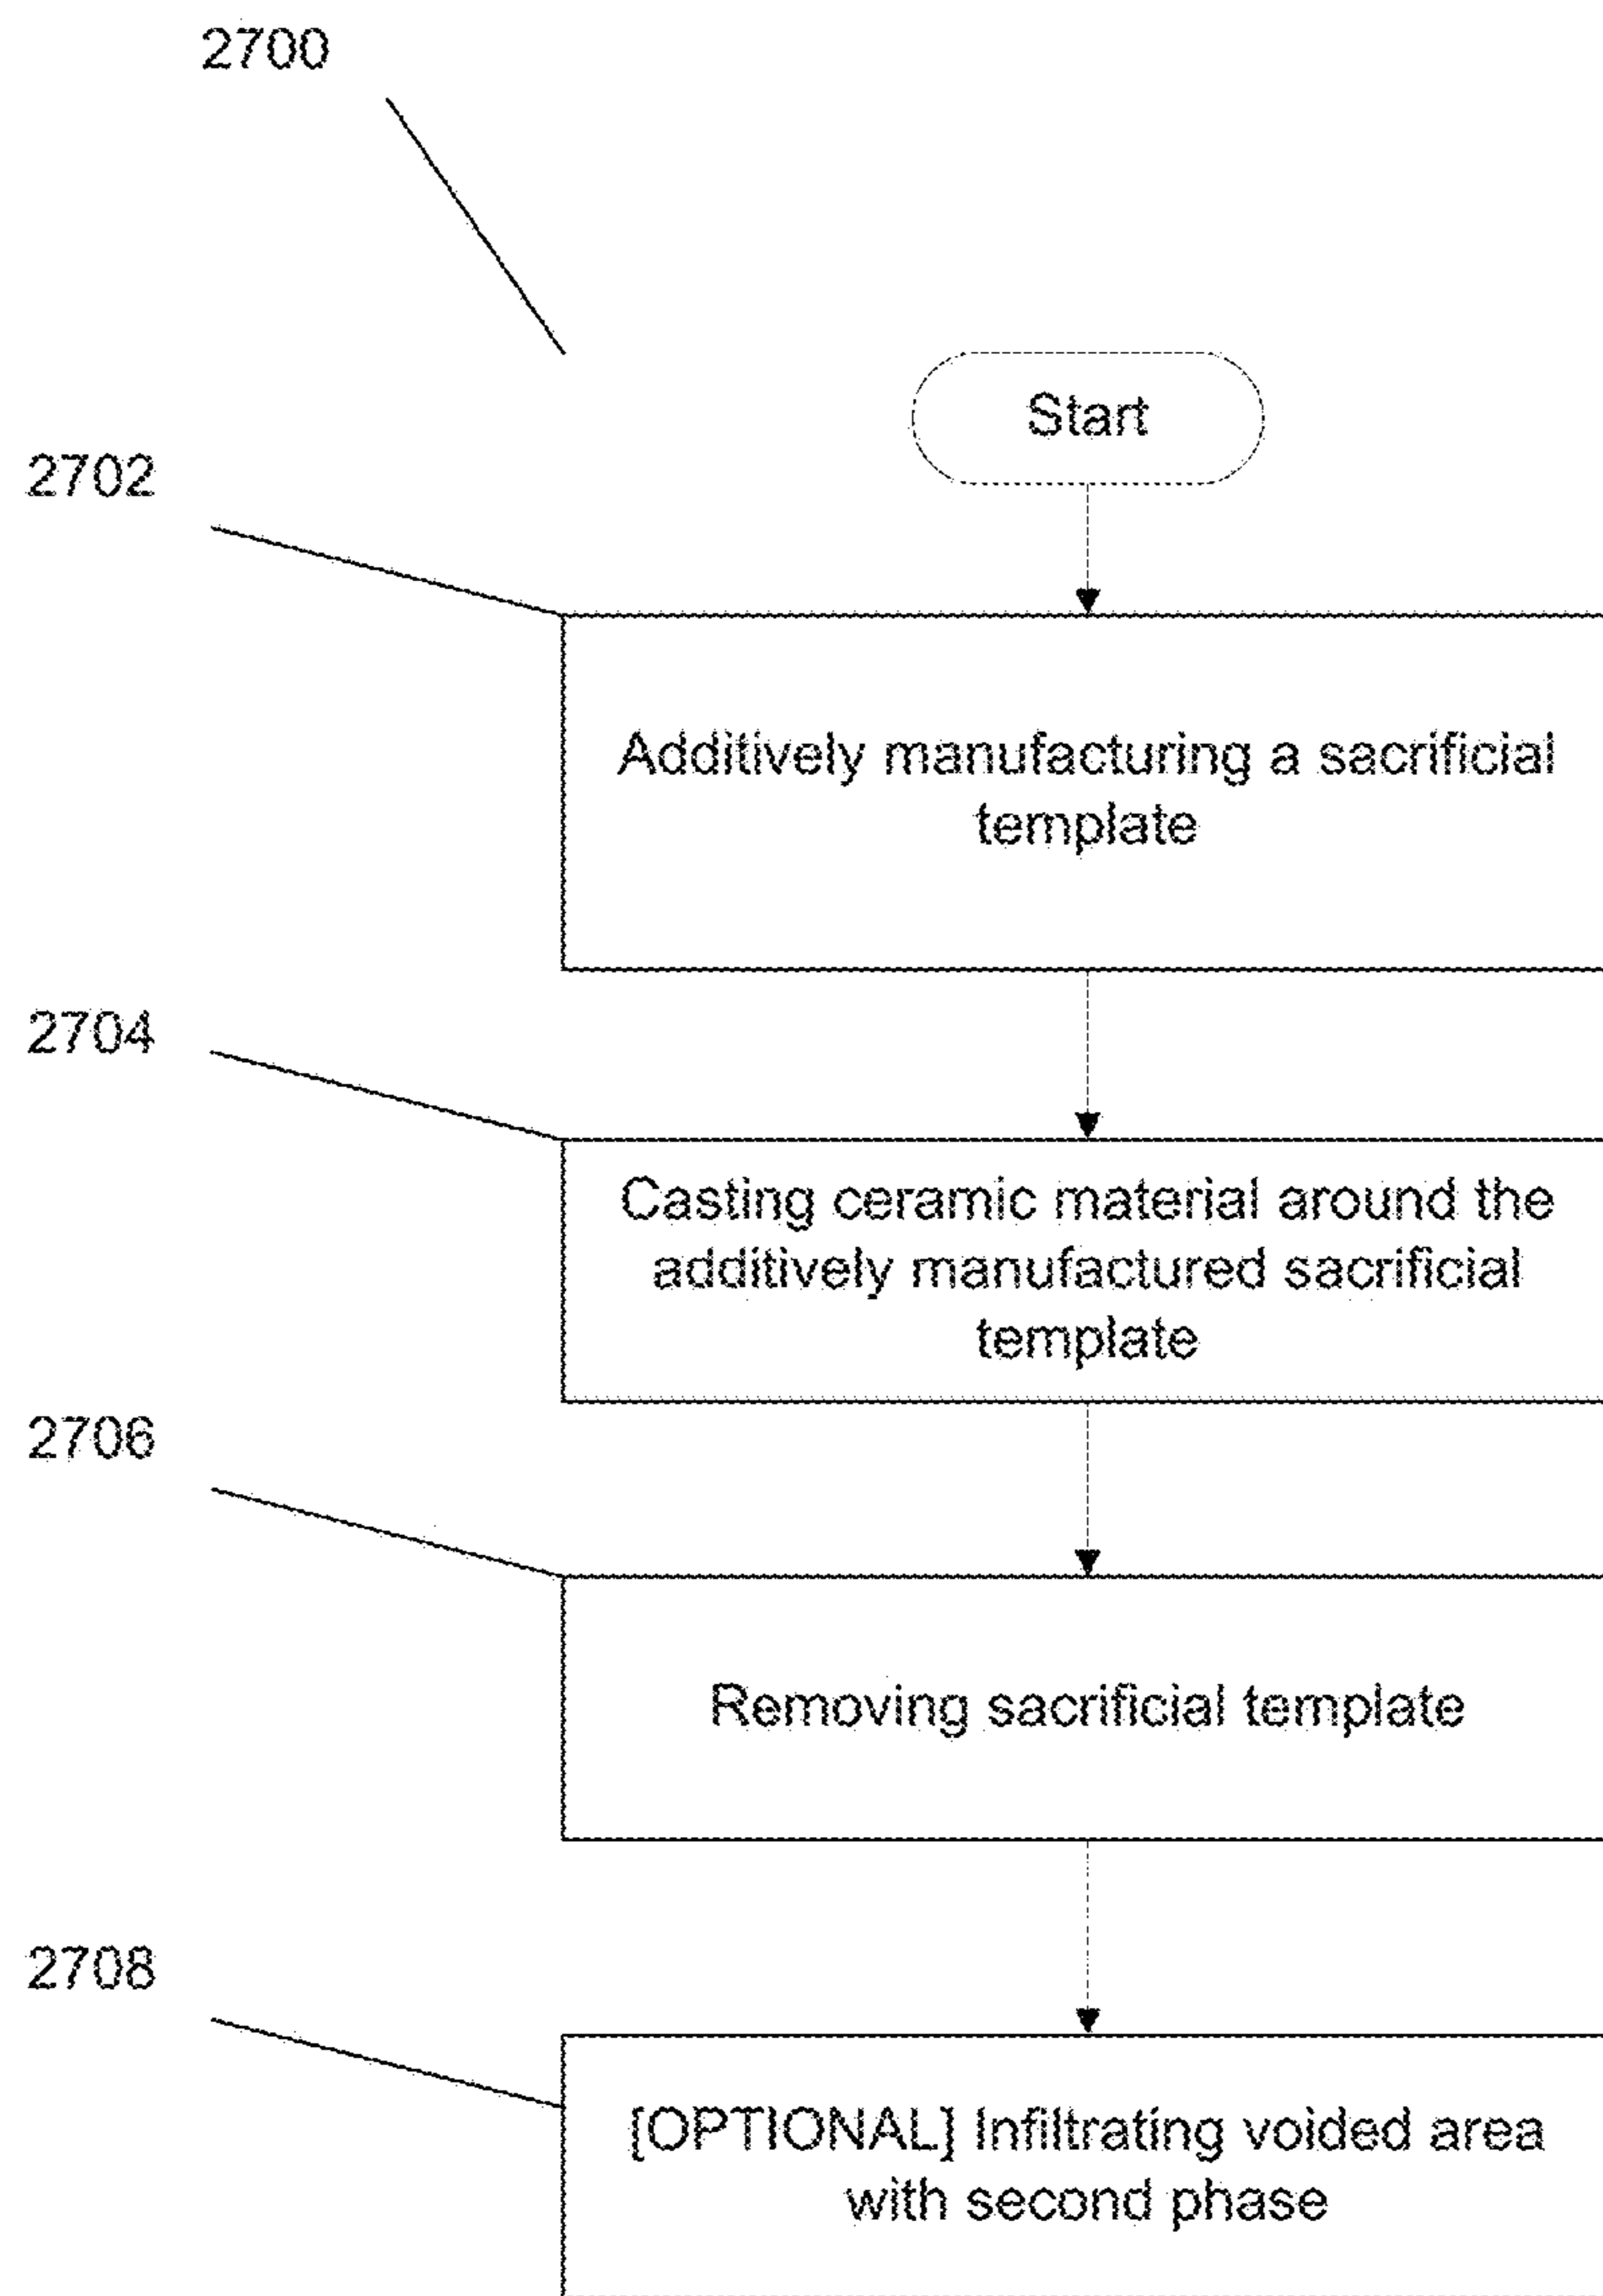 2700
Start
2702
Additively manufacturing a sacrificial
template
2704
Casting ceramic material around the
additively manufactured sacrificial
template
2706
Removing sacrificial template
2708
[OPTIONAL] Infiltrating voided area
with second phase